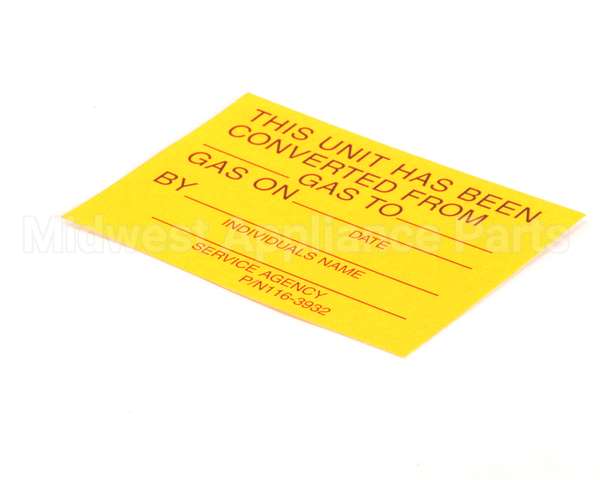 THIS UNIT HAS BEEN
CONVERTED FROM
GAS TO
GAS ON
DATE
BY
INDIVIDUALS NAME
SERVICE AGENCY
P/N116-3932
Midwest Appliance Parts